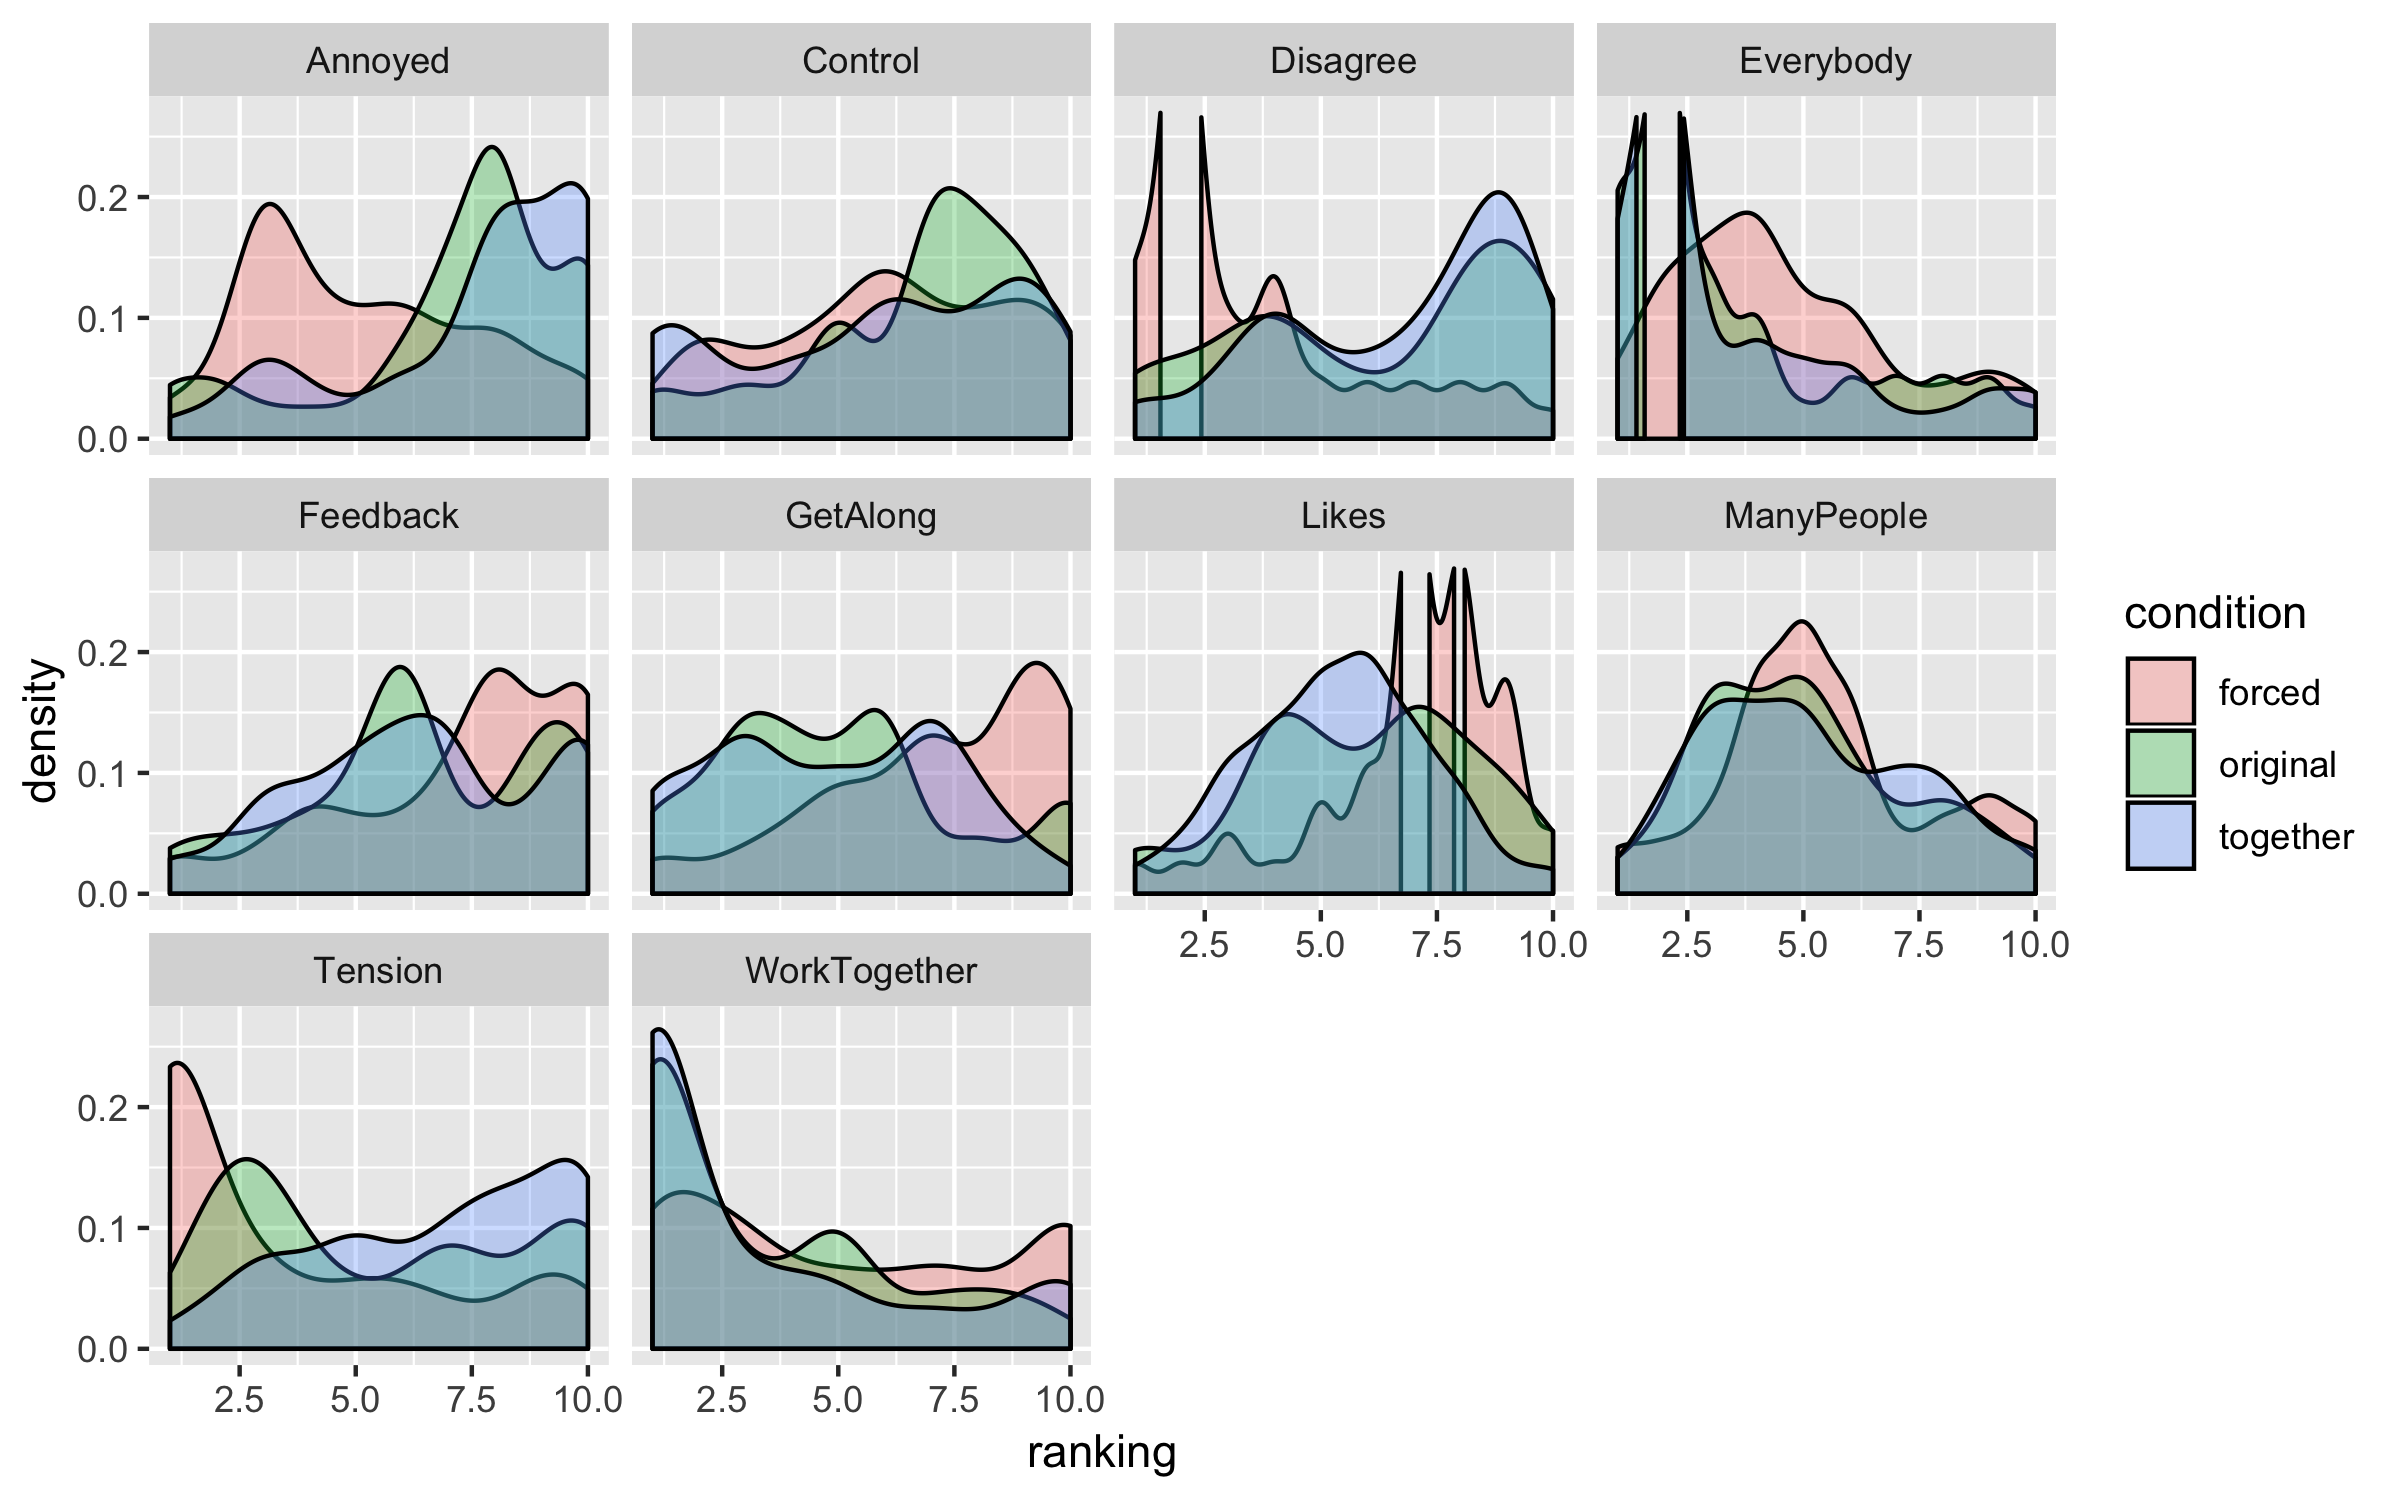 Annoyed
Control
Disagree
Everybody
0.2
0.1
0.0
Feedback
GetAlong
Likes
ManyPeople
0.2
0.1
0.0
2.5 5.0 7.5 10.0
2.5 5.0 7.5 10.0
Tension
WorkTogether
0.2
0.1
0.0
2.5 5.0 7.5 10.0
2.5 5.0 7.5 10.0
density
ranking
condition
forced
original
together